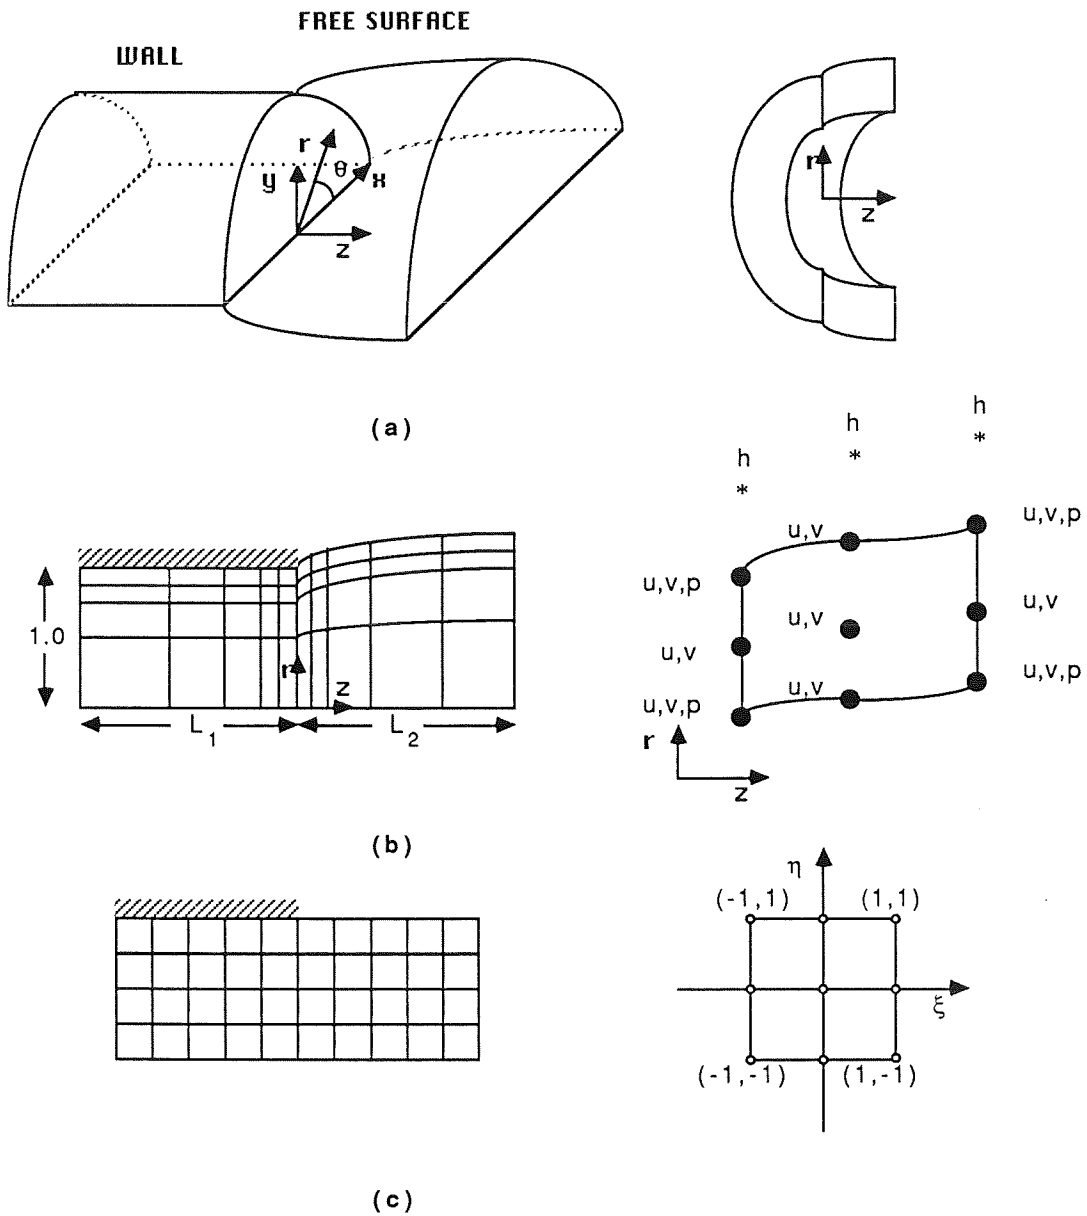 FREE SURFACE
WALL
r
θ
y
x
z
r
z
(a)
h
*
h
*
h
*
u,v,p
u,v
u,v,p
u,v
u,v
u,v
u,v
u,v,p
u,v
u,v,p
r
z
1.0
r
z
L1
L2
(b)
η
(-1,1)
(1,1)
ξ
(-1,-1)
(1,-1)
(c)